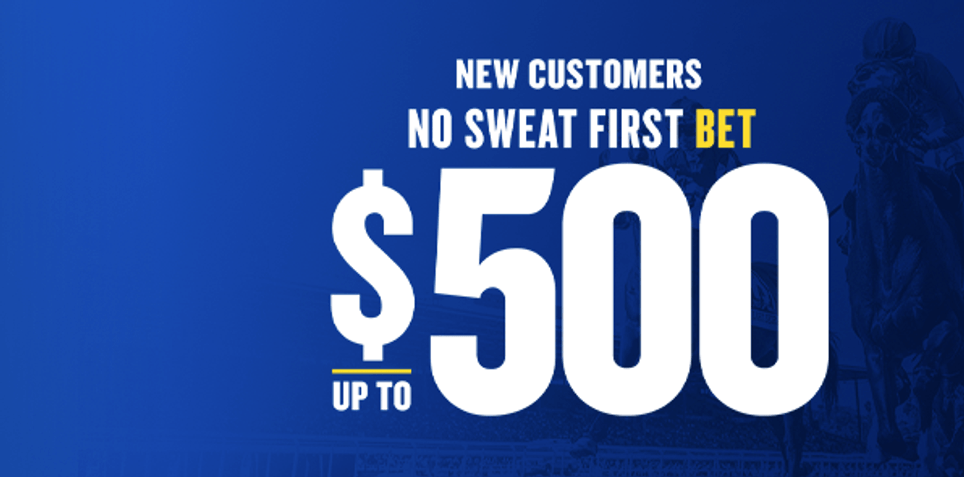 NEW CUSTOMERS
NO SWEAT FIRST BET
$500
UP TO